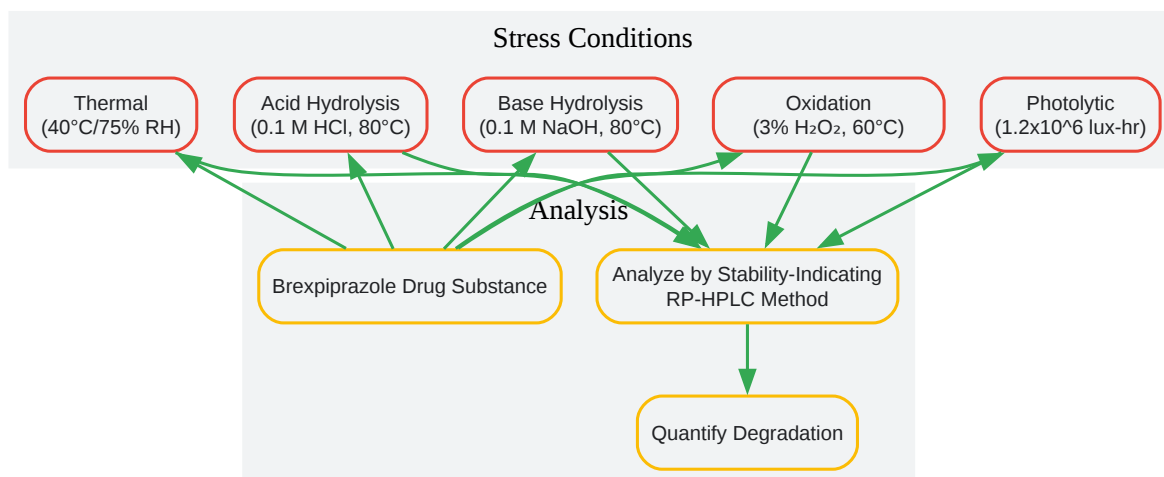 Stress Conditions
Thermal
(40°C/75% RH)
Acid Hydrolysis
(0.1 M HCl, 80°C)
Base Hydrolysis
(0.1 M NaOH, 80°C)
Oxidation
(3% H₂O₂, 60°C)
Photolytic
(1.2x10^6 lux-hr)
Analysis
Brexpiprazole Drug Substance
Analyze by Stability-Indicating
RP-HPLC Method
Quantify Degradation